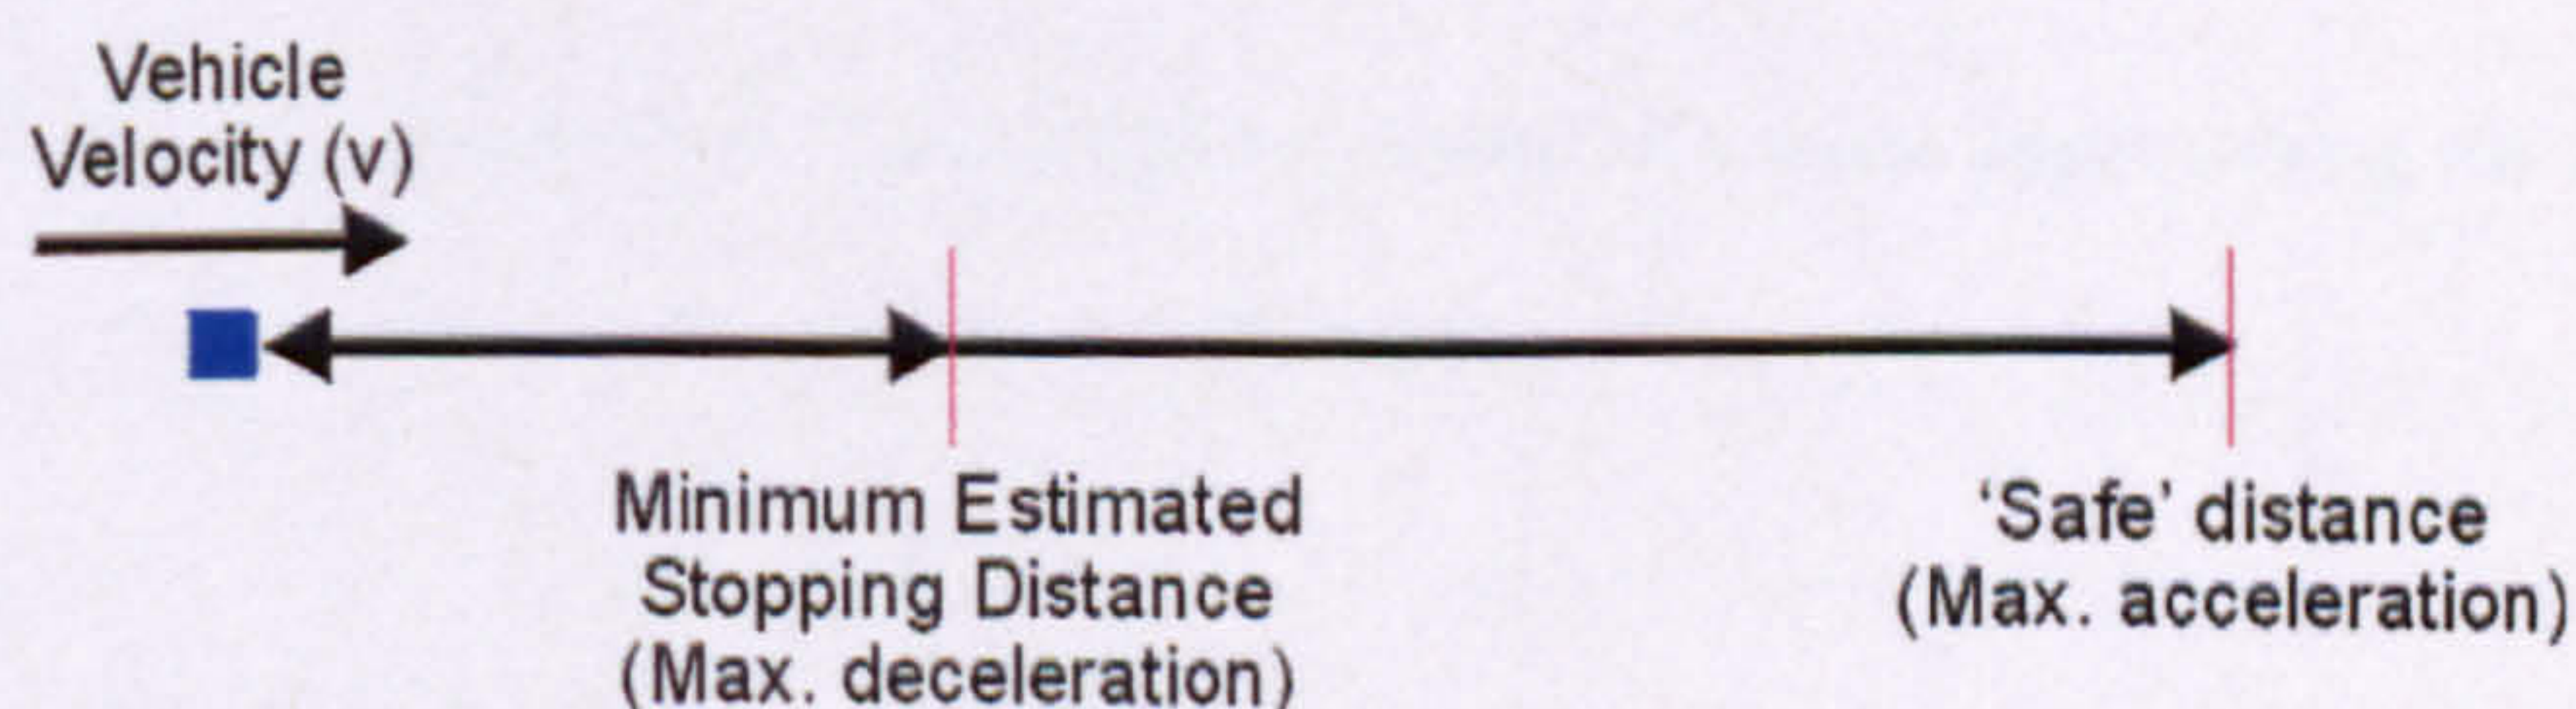 Vehicle
Velocity (v)
Minimum Estimated
Stopping Distance
(Max. deceleration)
‘Safe’ distance
(Max. acceleration)